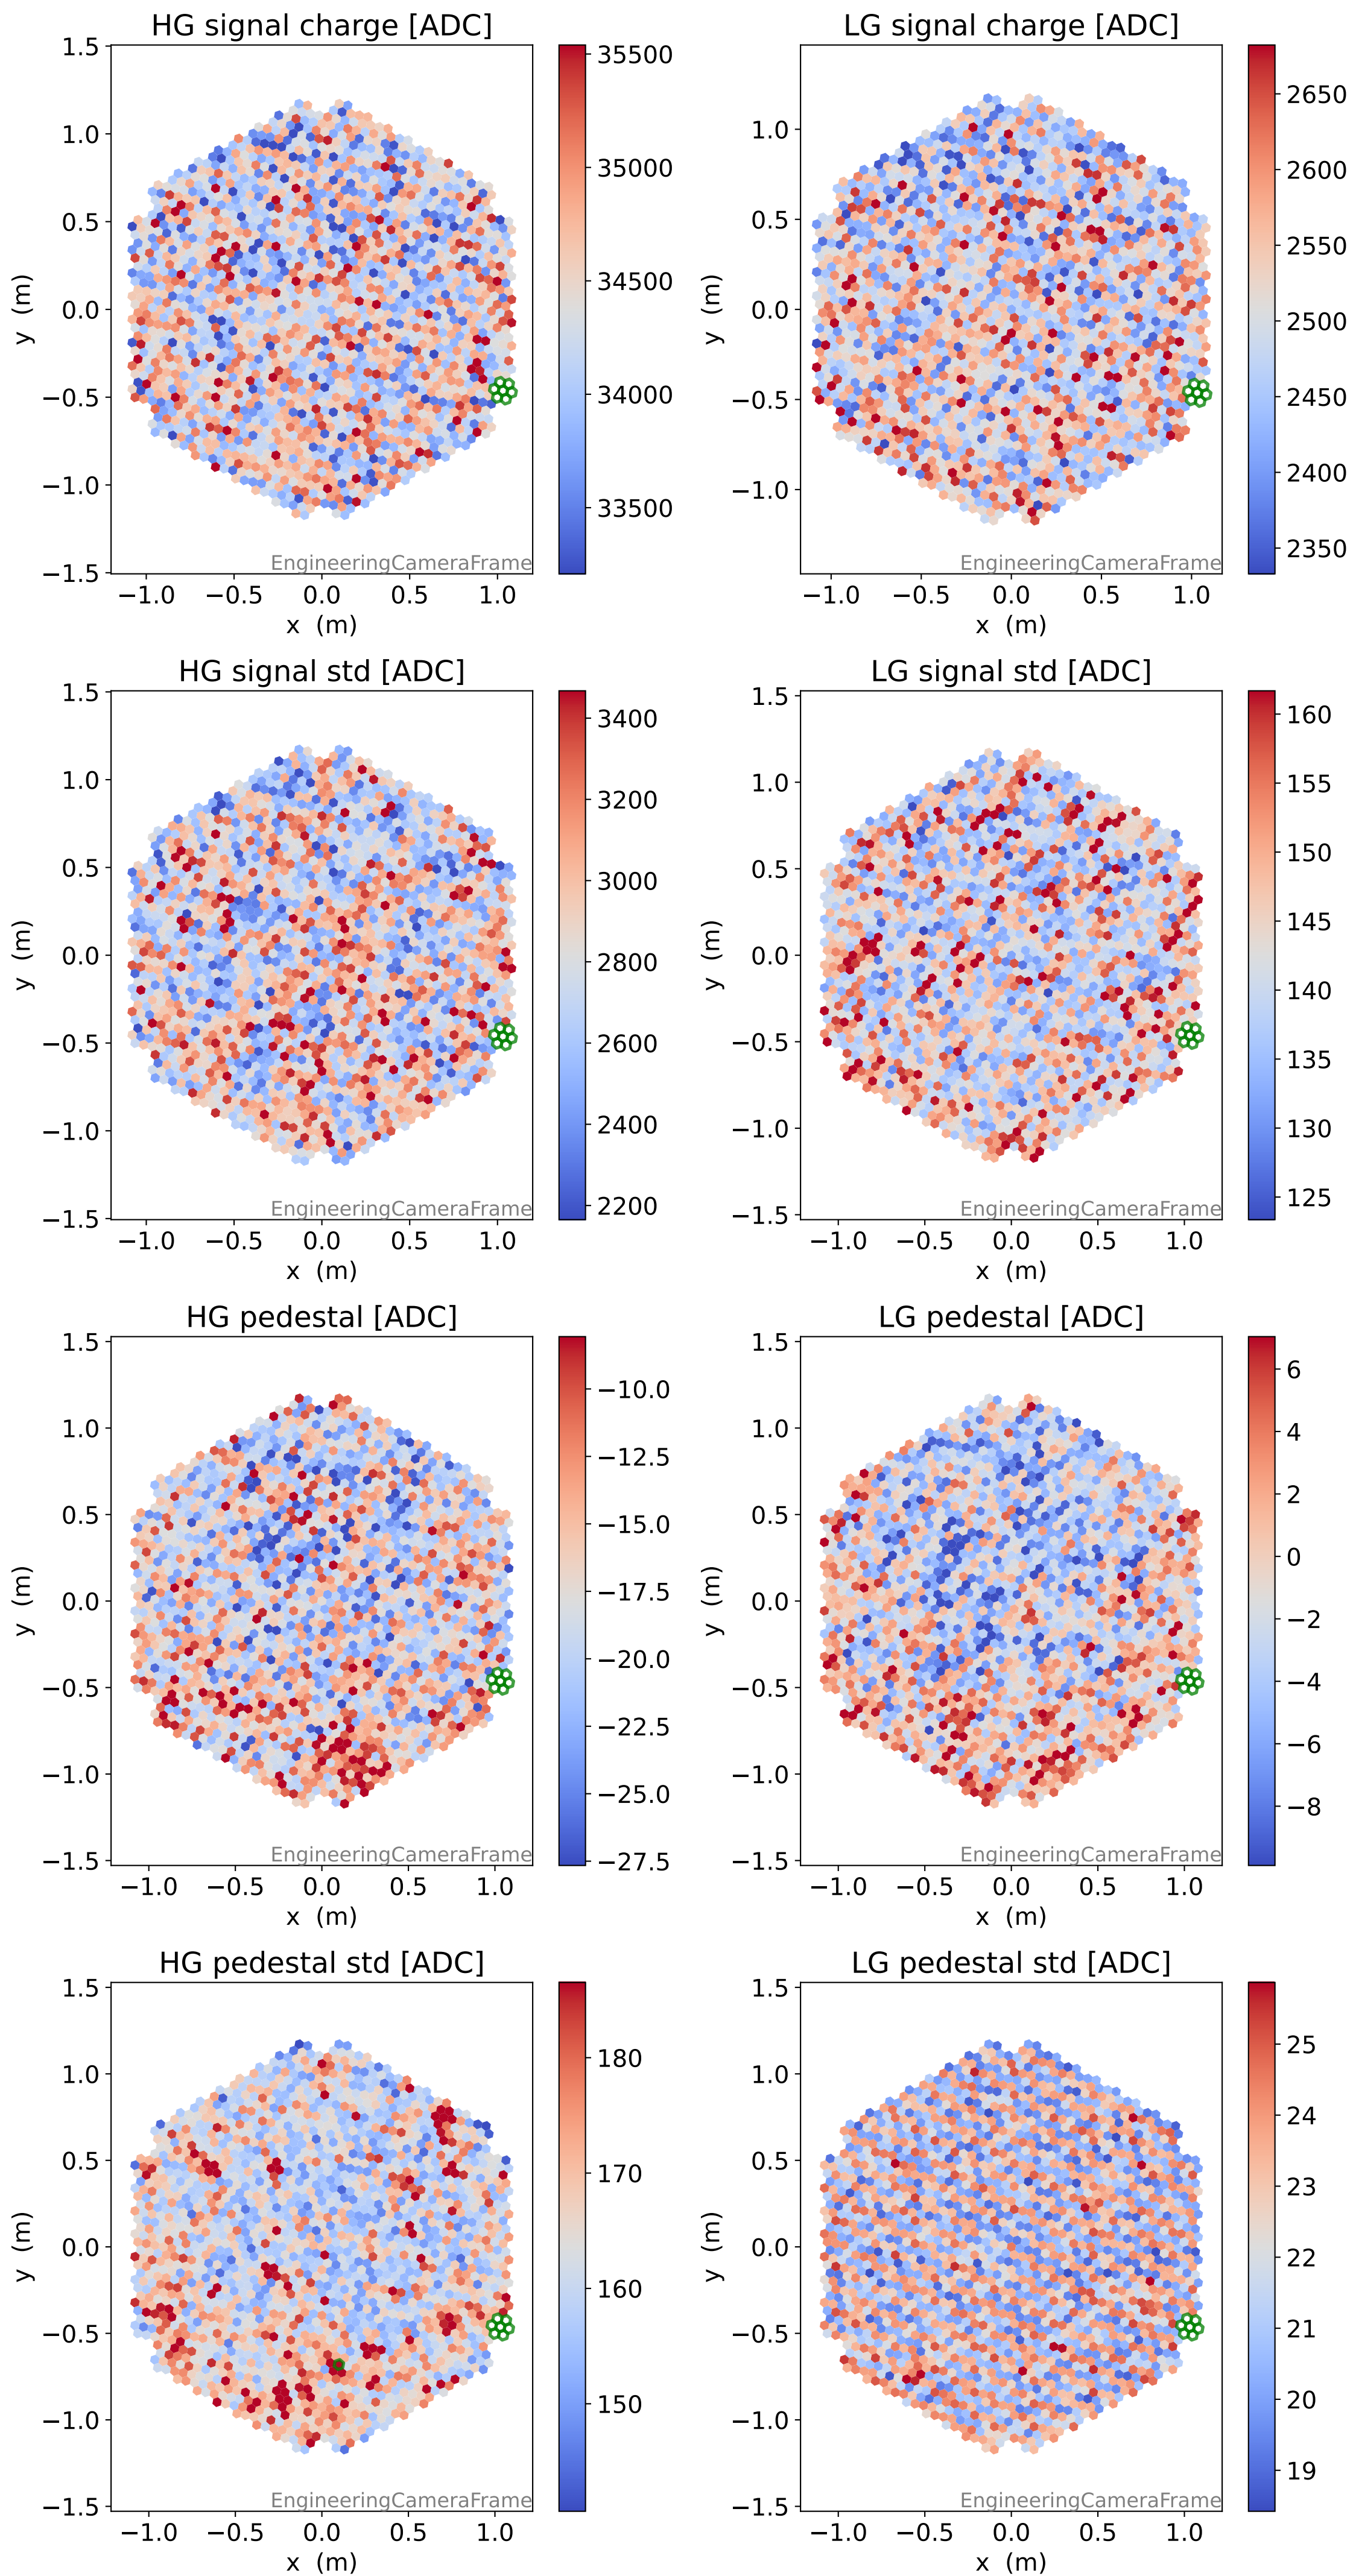 HG signal charge [ADC]
LG signal charge [ADC]
1.5
1.0
0.5
0.0
−0.5
−1.0
−1.5
y (m)
−1.0 −0.5 0.0 0.5 1.0
x (m)
EngineeringCameraFrame
35500
35000
34500
34000
33500
1.0
0.5
0.0
−0.5
−1.0
y (m)
−1.0 −0.5 0.0 0.5 1.0
x (m)
EngineeringCameraFrame
2650
2600
2550
2500
2450
2400
2350
HG signal std [ADC]
LG signal std [ADC]
1.5
1.0
0.5
0.0
−0.5
−1.0
−1.5
y (m)
−1.0 −0.5 0.0 0.5 1.0
x (m)
EngineeringCameraFrame
3400
3200
3000
2800
2600
2400
2200
1.5
1.0
0.5
0.0
−0.5
−1.0
−1.5
y (m)
−1.0 −0.5 0.0 0.5 1.0
x (m)
EngineeringCameraFrame
160
155
150
145
140
135
130
125
HG pedestal [ADC]
LG pedestal [ADC]
1.5
1.0
0.5
0.0
−0.5
−1.0
−1.5
y (m)
−1.0 −0.5 0.0 0.5 1.0
x (m)
EngineeringCameraFrame
−10.0
−12.5
−15.0
−17.5
−20.0
−22.5
−25.0
−27.5
1.5
1.0
0.5
0.0
−0.5
−1.0
−1.5
y (m)
−1.0 −0.5 0.0 0.5 1.0
x (m)
EngineeringCameraFrame
6
4
2
0
−2
−4
−6
−8
HG pedestal std [ADC]
LG pedestal std [ADC]
1.5
1.0
0.5
0.0
−0.5
−1.0
−1.5
y (m)
−1.0 −0.5 0.0 0.5 1.0
x (m)
EngineeringCameraFrame
180
170
160
150
1.5
1.0
0.5
0.0
−0.5
−1.0
−1.5
y (m)
−1.0 −0.5 0.0 0.5 1.0
x (m)
EngineeringCameraFrame
25
24
23
22
21
20
19